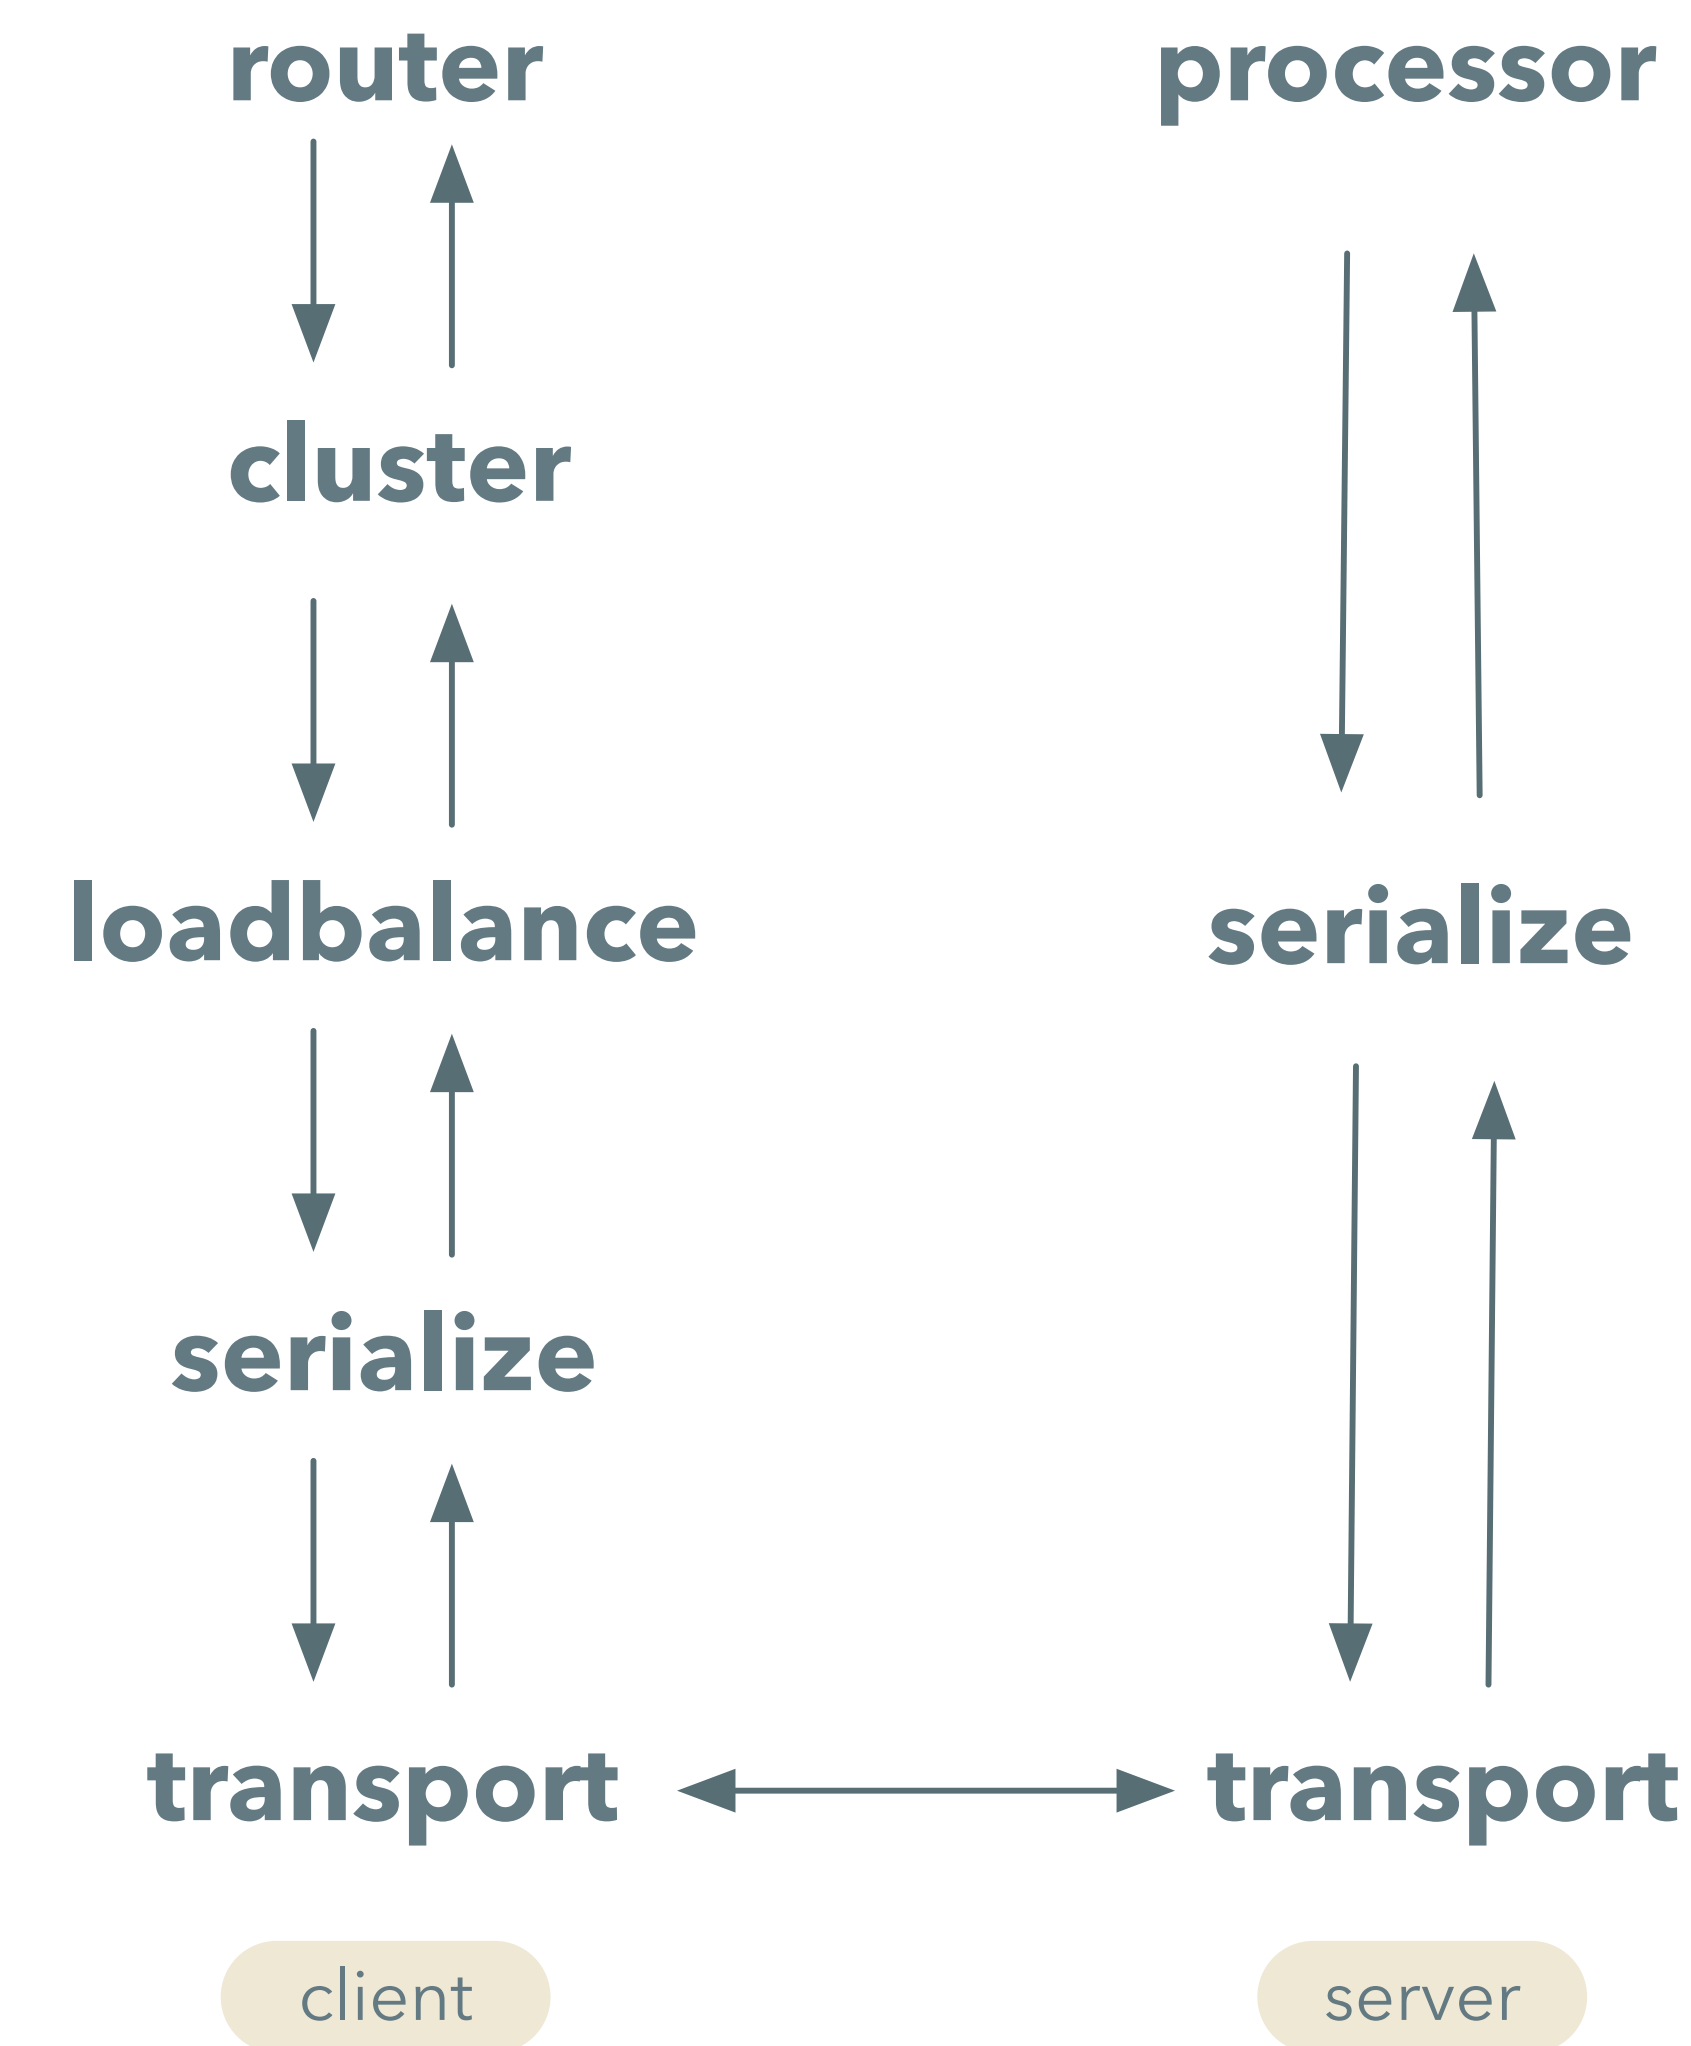 router
cluster
loadbalance
serialize
transport
client
processor
serialize
transport
server